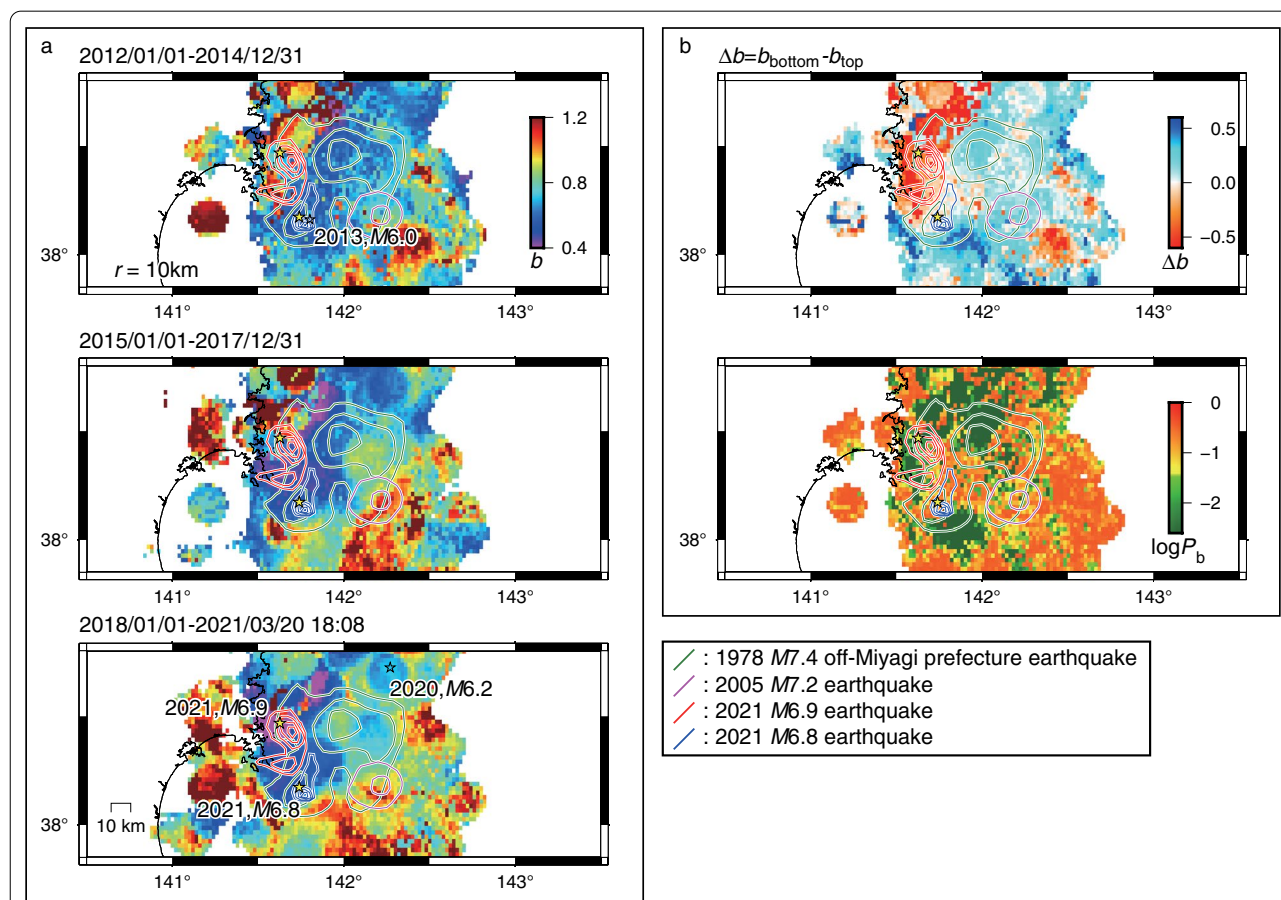 a
2012/01/01-2014/12/31
1.2
0.8
0.4
b
2013, M6.0
r = 10km
38°
141° 142° 143°
2015/01/01-2017/12/31
38°
141° 142° 143°
2018/01/01-2021/03/20 18:08
2020, M6.2
2021, M6.9
2021, M6.8
10 km
38°
141° 142° 143°
b
Δb=bbottom-btop
0.5
0.0
−0.5
Δb
38°
141° 142° 143°
0
−1
−2
logPb
38°
141° 142° 143°
: 1978 M7.4 off-Miyagi prefecture earthquake
: 2005 M7.2 earthquake
: 2021 M6.9 earthquake
: 2021 M6.8 earthquake